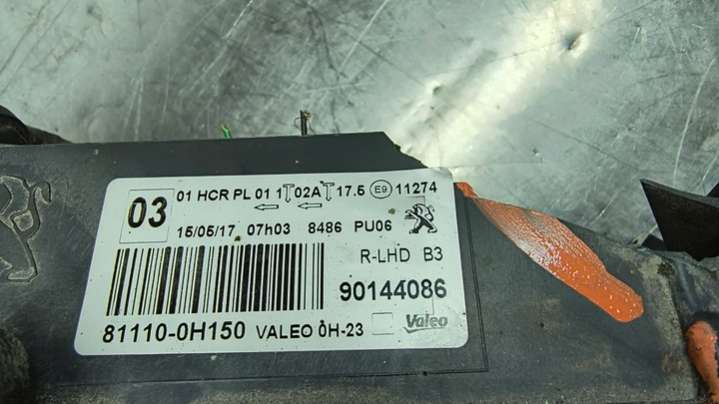 03
01 HCR PL 01 1 02A 17.5 E9 11274
15/05/17 07h03 8486 PU06
R-LHD B3
90144086
81110-0H150 VALEO 0H-23 Valeo